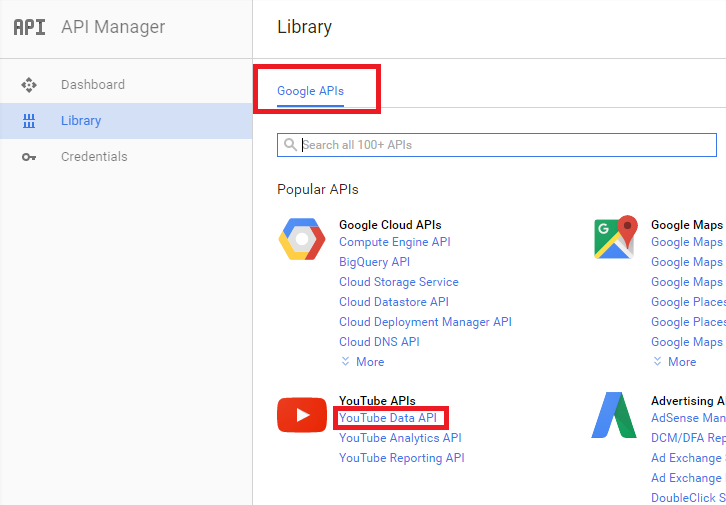 API API Manager
Library
Dashboard
Library
Credentials
Google APIs
Search all 100+ APIs
Popular APIs
Google Cloud APIs
Compute Engine API
BigQuery API
Cloud Storage Service
Cloud Datastore API
Cloud Deployment Manager API
Cloud DNS API
More
G
Google Maps
Google Maps
Google Maps
Google Maps
Google Places
Google Places
Google Maps
More
YouTube APIs
YouTube Data API
YouTube Analytics API
YouTube Reporting API
Advertising A
AdSense Man
DCM/DFA Rep
Ad Exchange
Ad Exchange
DoubleClick S